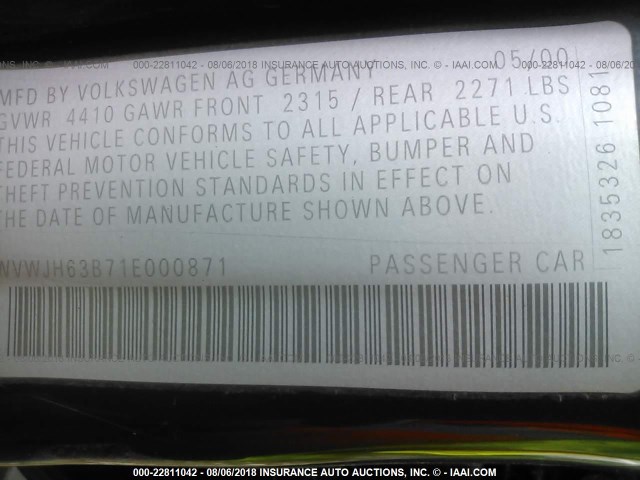 000-22811042 - 08/06/2018 INSURANCE AUTO AUCTIONS, INC. © - IAAI.COM
05/00
MFD BY VOLKSWAGEN AG GERMANY
GVWR 4410 GAWR FRONT 2315 / REAR 2271 LBS
THIS VEHICLE CONFORMS TO ALL APPLICABLE U.S.
FEDERAL MOTOR VEHICLE SAFETY, BUMPER AND
THEFT PREVENTION STANDARDS IN EFFECT ON
THE DATE OF MANUFACTURE SHOWN ABOVE.
WVWJH63B71E000871 PASSENGER CAR
1835326 1081
000-22811042 - 08/06/2018 INSURANCE AUTO AUCTIONS, INC. © - IAAI.COM